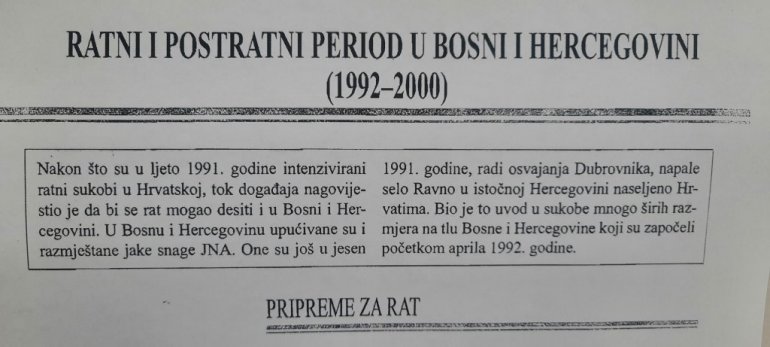 RATNI I POSTRATNI PERIOD U BOSNI I HERCEGOVINI
(1992–2000)
Nakon što su u ljeto 1991. godine intenzivirani
ratni sukobi u Hrvatskoj, tok događaja nagovije-
stio je da bi se rat mogao desiti i u Bosni i Her-
cegovini. U Bosnu i Hercegovinu upućivane su i
razmještane jake snage JNA. One su još u jesen
1991. godine, radi osvajanja Dubrovnika, napale
selo Ravno u istočnoj Hercegovini naseljeno Hr-
vatima. Bio je to uvod u sukobe mnogo širih raz-
mjera na tlu Bosne i Hercegovine koji su započeli
početkom aprila 1992. godine.
PRIPREME ZA RAT